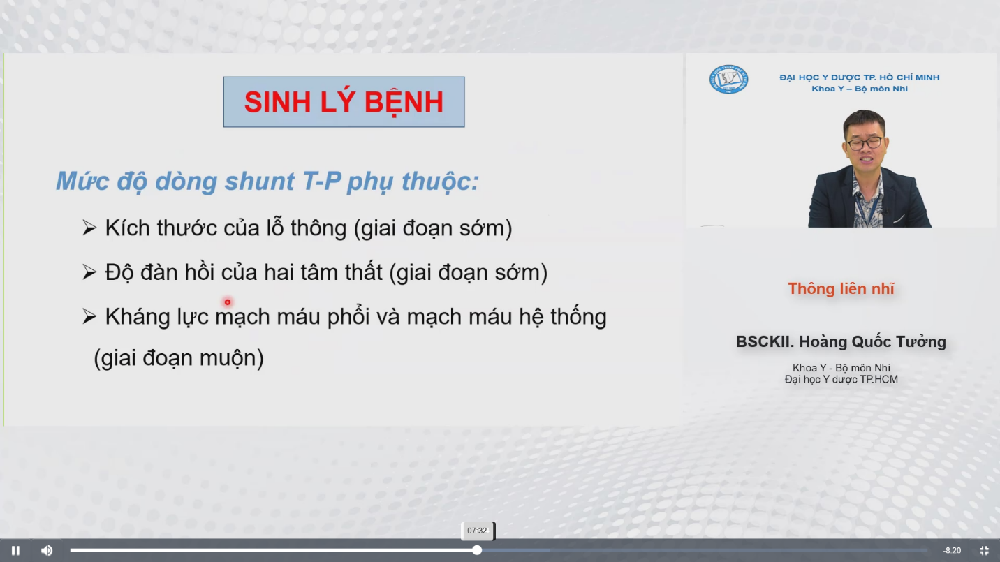 SINH LÝ BỆNH
Mức độ dòng shunt T-P phụ thuộc:
➢ Kích thước của lỗ thông (giai đoạn sớm)
➢ Độ đàn hồi của hai tâm thất (giai đoạn sớm)
➢ Kháng lực mạch máu phổi và mạch máu hệ thống
(giai đoạn muộn)
ĐẠI HỌC Y DƯỢC TP. HỒ CHÍ MINH
Khoa Y – Bộ môn Nhi
Thông liên nhĩ
BSCKII. Hoàng Quốc Tưởng
Khoa Y - Bộ môn Nhi
Đại học Y dược TP.HCM
07:32
-8:20